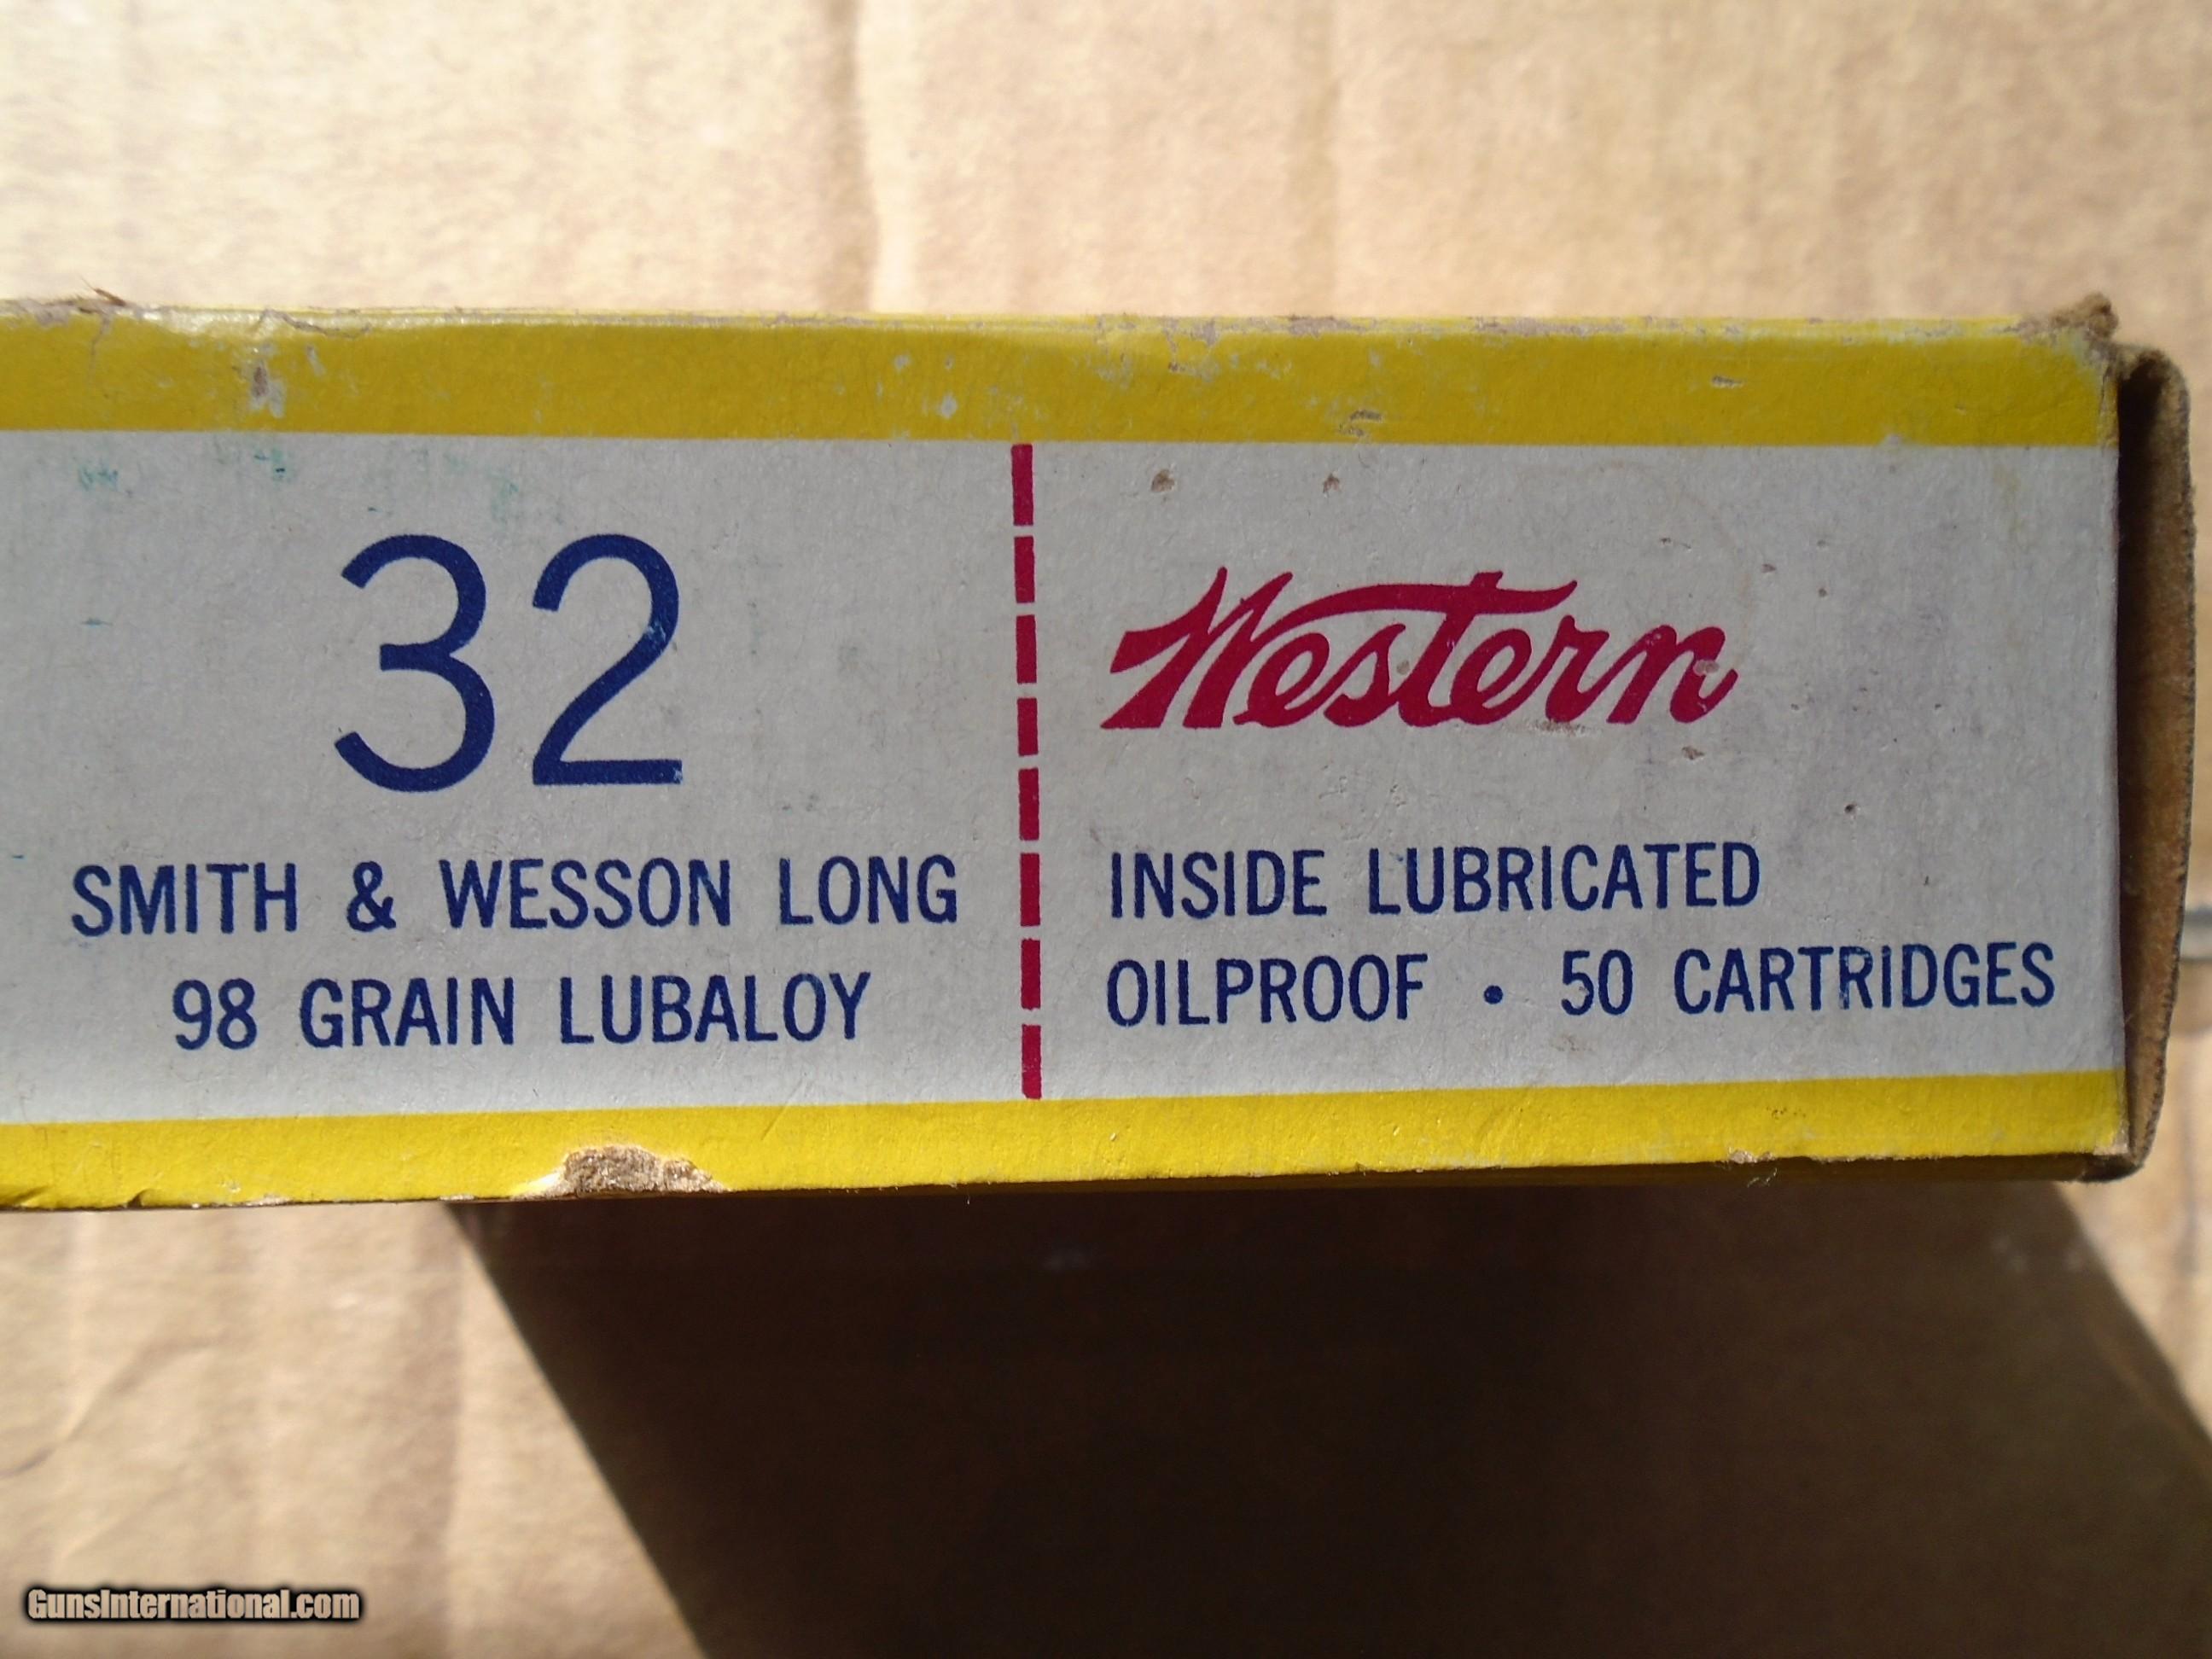 32
SMITH & WESSON LONG
98 GRAIN LUBALOY
Western
INSIDE LUBRICATED
OILPROOF • 50 CARTRIDGES
GunsInternational.com